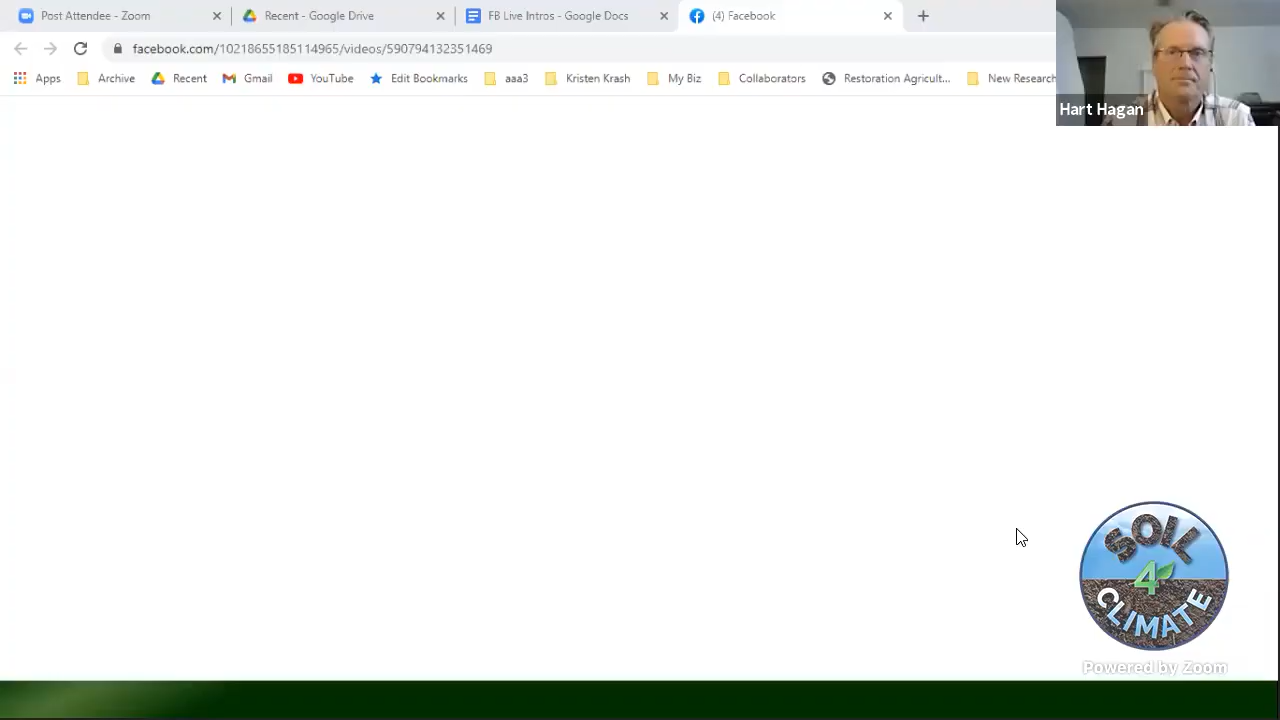 Post Attendee - Zoom
Recent - Google Drive
FB Live Intros - Google Docs
(4) Facebook
facebook.com/10218655185114965/videos/590794132351469
Apps
Archive
Recent
Gmail
YouTube
Edit Bookmarks
aaa3
Kristen Krash
My Biz
Collaborators
Restoration Agricult...
New Research
Hart Hagan
SOIL
4
CLIMATE
Powered by Zoom